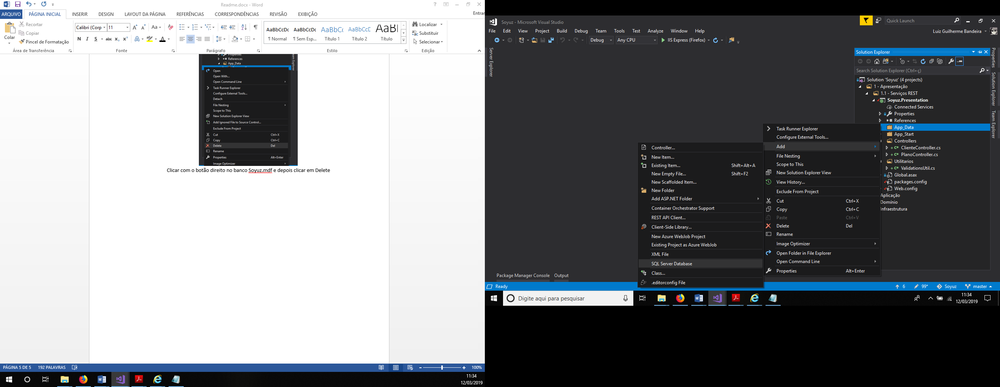 Readme.docx - Word
ARQUIVO PÁGINA INICIAL INSERIR DESIGN LAYOUT DA PÁGINA REFERÊNCIAS CORRESPONDÊNCIAS REVISÃO EXIBIÇÃO Entrar
Colar
Recortar
Copiar
Pincel de Formatação
Área de Transferência
Calibri (Corp 11
Aa
N I S abc x₂ x²
A A
Fonte
Parágrafo
AaBbCcDc AaBbCcDc AaBbCc AaBbCcD AaBl
¶ Normal ¶ Sem Esp... Título 1 Título 2 Título
Estilo
Localizar
Substituir
Selecionar
Edição
Properties
References
App_Data
Team Explorer
Open
Open With...
Open Command Line
Task Runner Explorer
Configure External Tools...
Detach
File Nesting
Scope to This
New Solution Explorer View
Add Ignored File to Source Control...
Exclude From Project
Cut Ctrl+X
Copy Ctrl+C
Delete Del
Rename
Properties Alt+Enter
Image Optimizer
Clicar com o botão direito no banco Soyuz.mdf e depois clicar em Delete
PÁGINA 5 DE 5 192 PALAVRAS 100%
11:34
12/03/2019
Soyuz - Microsoft Visual Studio
Quick Launch
File Edit View Project Build Debug Team Tools Test Analyze Window Help
Luiz Guilherme Bandeira
Debug Any CPU IIS Express (Firefox)
Server Explorer
Solution Explorer
Search Solution Explorer (Ctrl+ç)
Solution 'Soyuz' (4 projects)
1 - Apresentação
1.1 - Serviços REST
Soyuz.Presentation
Connected Services
Properties
References
App_Data
App_Start
Controllers
ClienteController.cs
PlanoController.cs
Utilitarios
ValidationsUtil.cs
Global.asax
packages.config
Web.config
Aplicação
Domínio
Infraestrutura
Properties
Solution Explorer
Team Explorer
Task Runner Explorer
Configure External Tools...
Add
File Nesting
Scope to This
New Solution Explorer View
View History...
Exclude From Project
Cut Ctrl+X
Copy Ctrl+C
Paste Ctrl+V
Delete Del
Rename
Image Optimizer
Open Folder in File Explorer
Open Command Line
Properties Alt+Enter
Controller...
New Item...
Existing Item... Shift+Alt+A
New Empty File... Shift+F2
New Scaffolded Item...
New Folder
Add ASP.NET Folder
Container Orchestrator Support
REST API Client...
Client-Side Library...
New Azure WebJob Project
Existing Project as Azure WebJob
XML File
SQL Server Database
Class...
.editorconfig File
Package Manager Console Output
Ready
6 99* Soyuz master
Digite aqui para pesquisar
11:34
12/03/2019